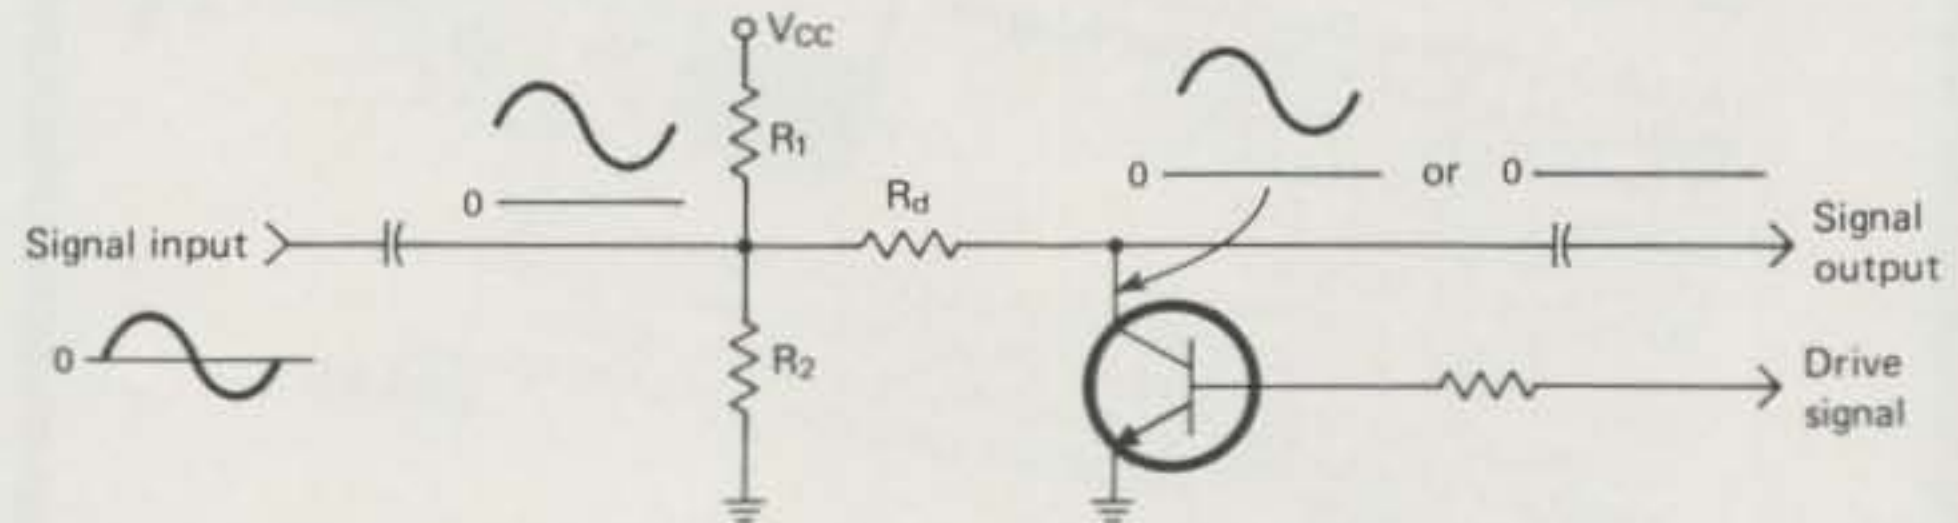 VCC
R1
0
0
or
0
Rd
Signal input
Signal
output
0
R2
Drive
signal